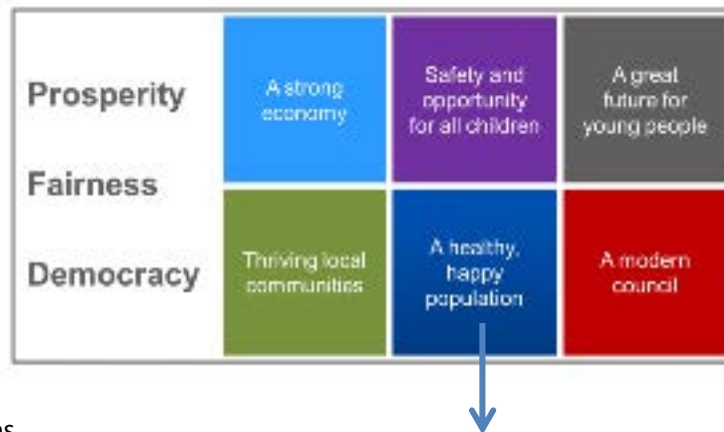 Prosperity
Fairness
Democracy
A strong
economy
Safety and
opportunity
for all children
A great
future for
young people
Thriving local
communities
A healthy,
happy
population
A modern
council